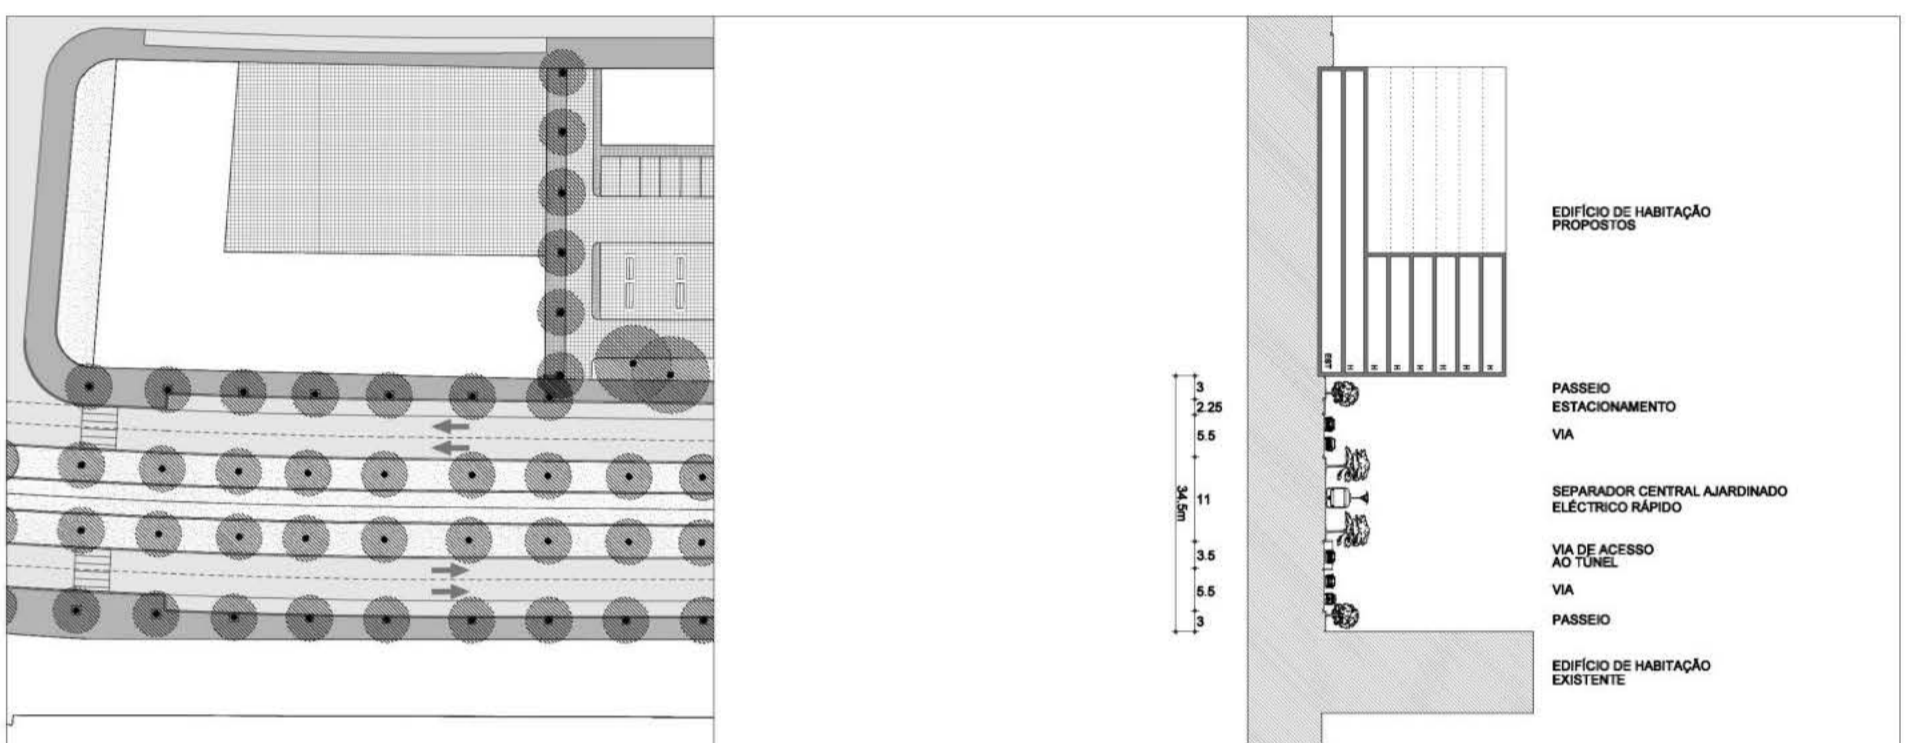 EDIFÍCIO DE HABITAÇÃO
PROPOSTOS
EST
H
H
H
H
H
H
H
3
PASSEIO
2.25
ESTACIONAMENTO
5.5
VIA
34.5m
11
SEPARADOR CENTRAL AJARDINADO
ELÉCTRICO RÁPIDO
3.5
VIA DE ACESSO
AO TÚNEL
5.5
VIA
3
PASSEIO
EDIFÍCIO DE HABITAÇÃO
EXISTENTE